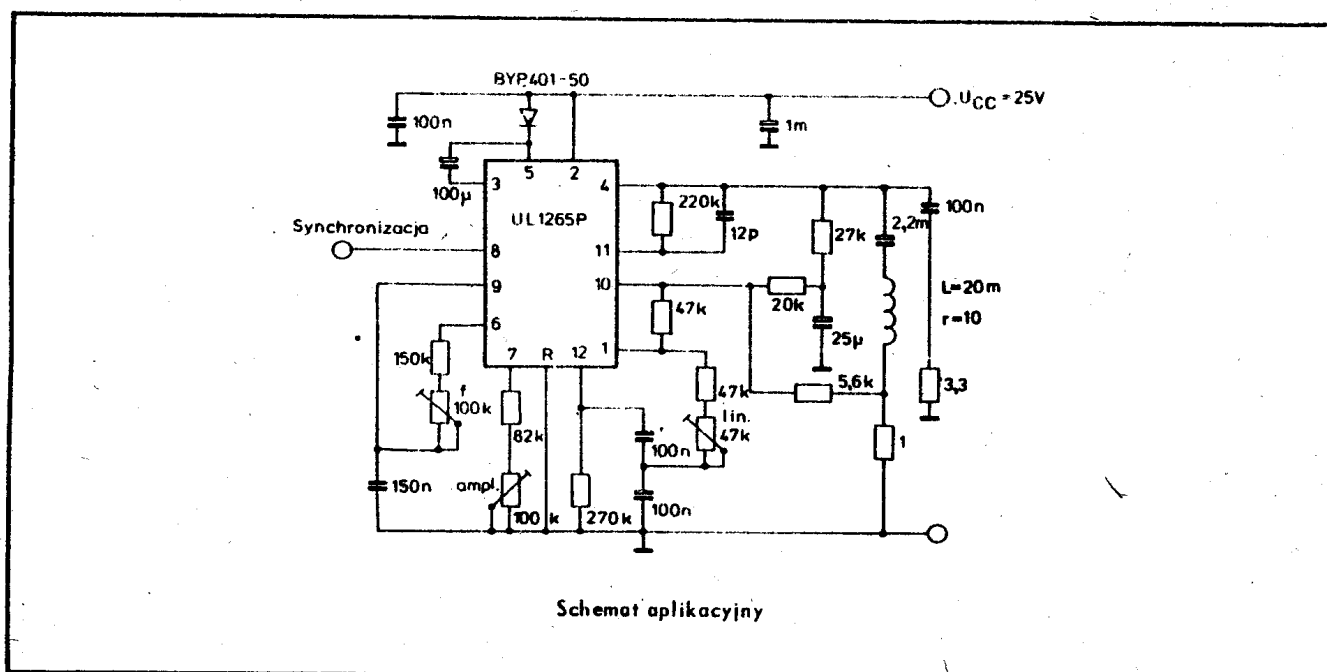 BYP401-50
UCC = 25V
100n
1m
100µ
5 2
3
4
UL1265P
220k
12p
100n
2,2m
Synchronizacja
8
11
27k
9
10
47k
20k
L=20m
r=10
6
25µ
150k
7 R 12
1
5,6k
f
100k
47k
3,3
82k
lin.
47k
1
100n
150n
ampl.
100k
270k
100n
Schemat aplikacyjny